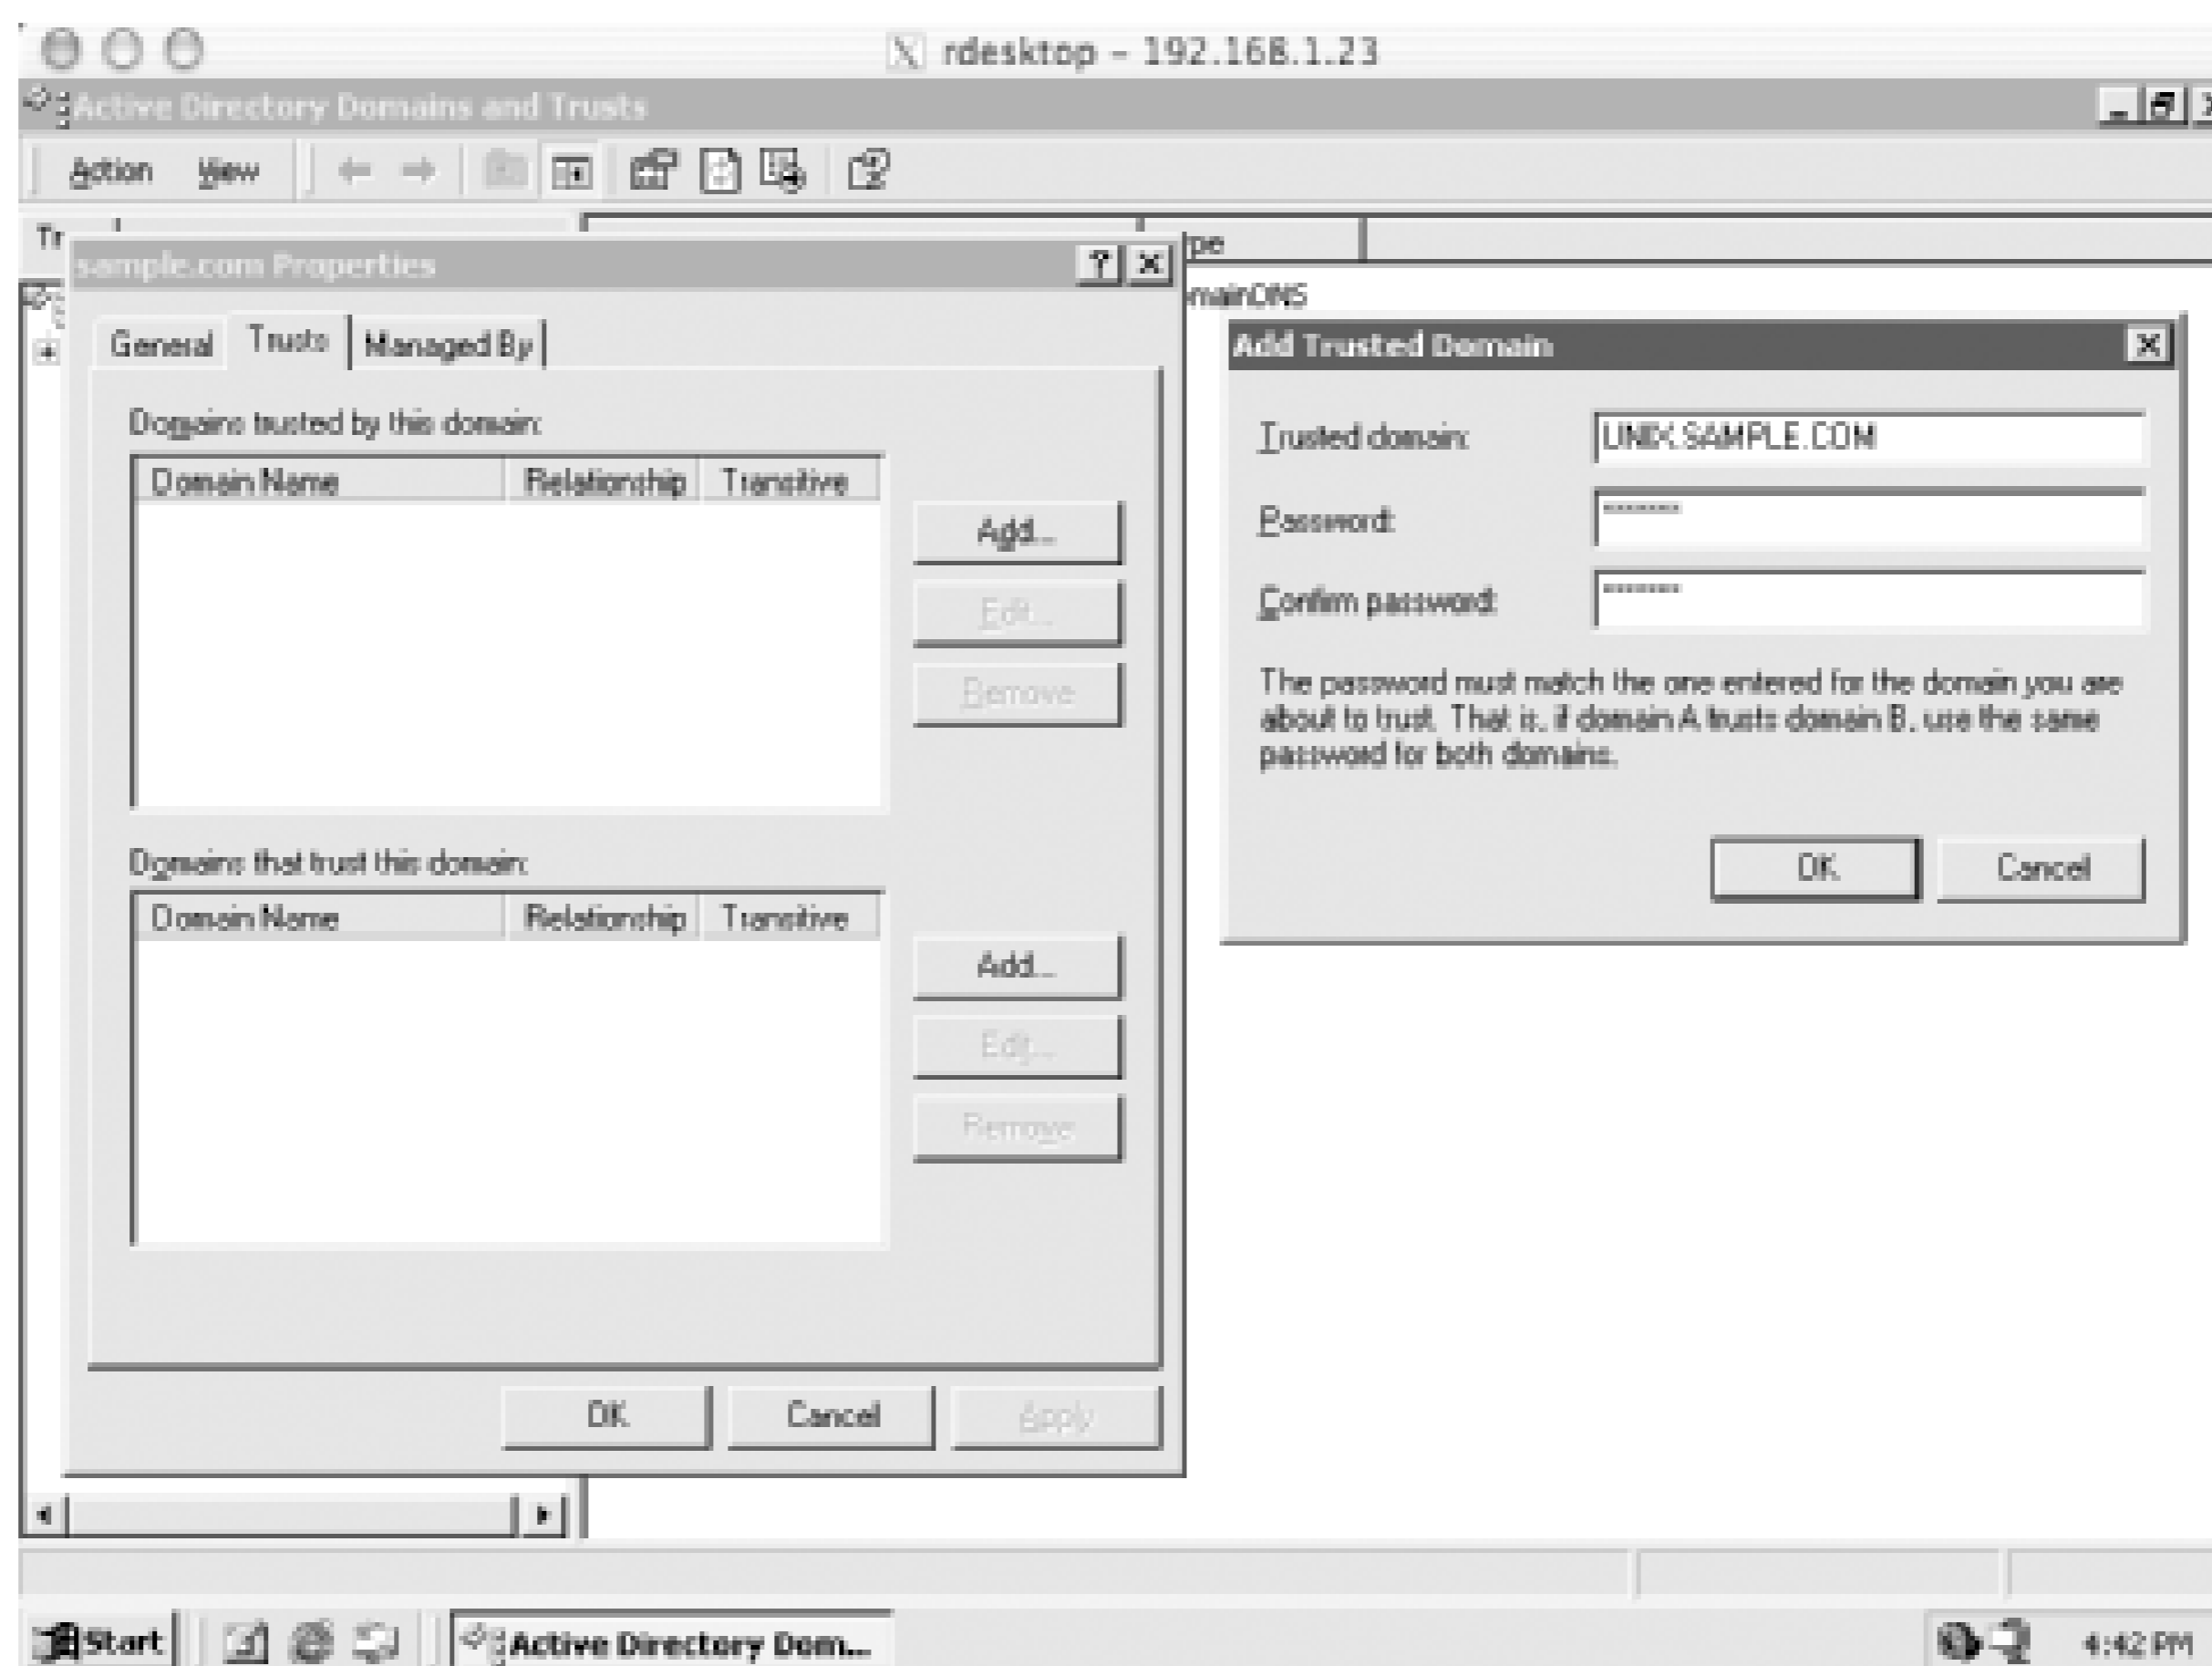 rdesktop - 192.168.1.23
Active Directory Domains and Trusts
Action View
Tr
pe
mainDNS
sample.com Properties
General Trusts Managed By
Domains trusted by this domain:
Domain Name Relationship Transitive
Add...
Edit...
Remove
Domains that trust this domain:
Domain Name Relationship Transitive
Add...
Edit...
Remove
OK Cancel Apply
Add Trusted Domain
Trusted domain: UNIX.SAMPLE.COM
Password: ********
Confirm password: ********
The password must match the one entered for the domain you are
about to trust. That is, if domain A trusts domain B, use the same
password for both domains.
OK Cancel
Start Active Directory Dom... 4:42 PM